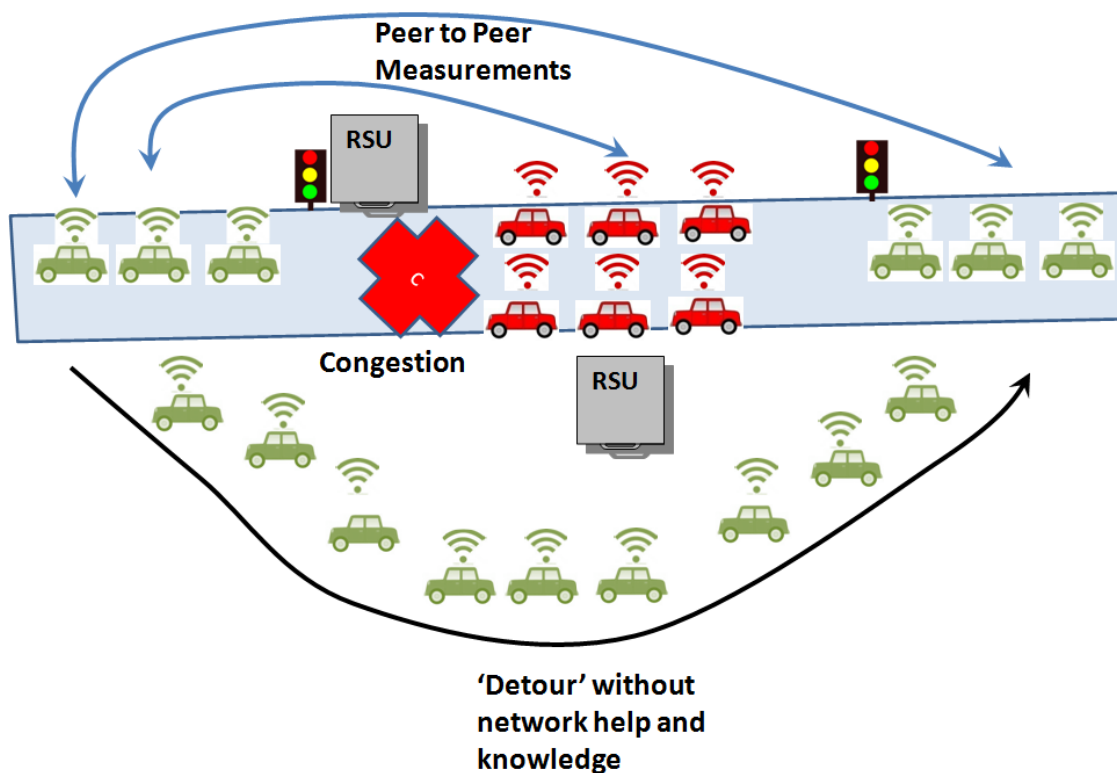 Peer to Peer
Measurements
RSU
C
Congestion
RSU
‘Detour’ without
network help and
knowledge